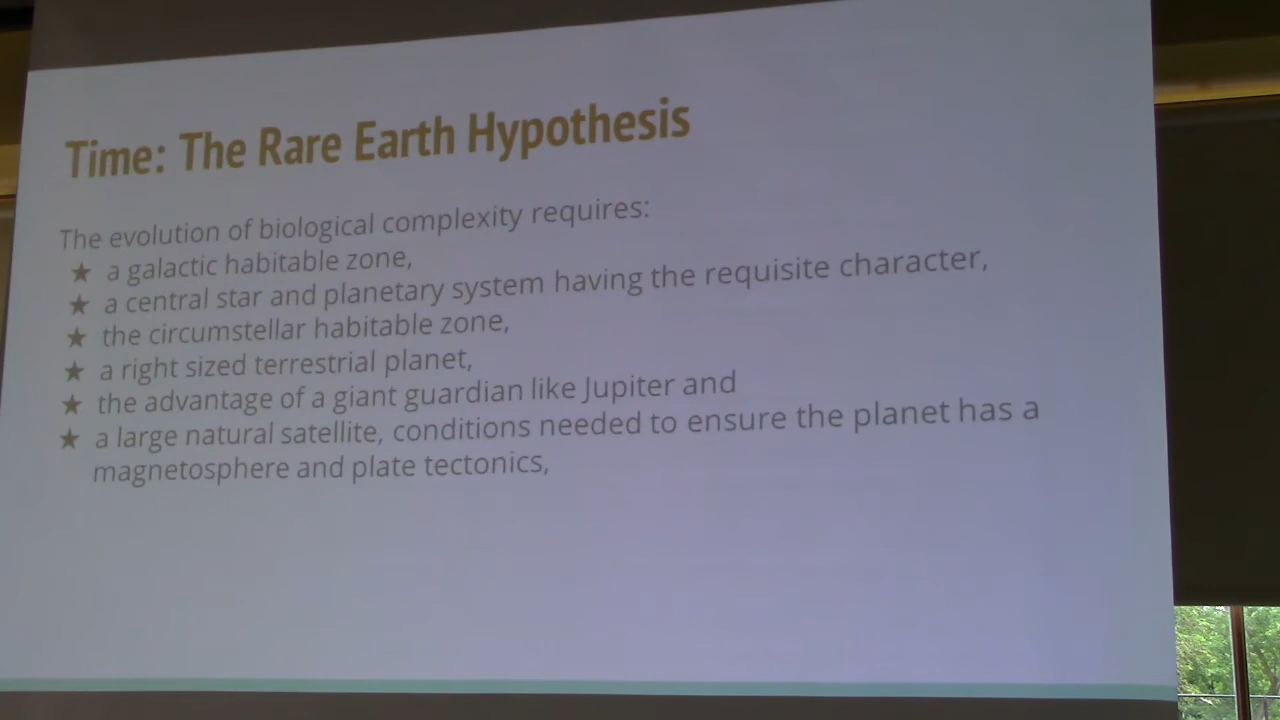 Time: The Rare Earth Hypothesis
The evolution of biological complexity requires:
★ a galactic habitable zone,
★ a central star and planetary system having the requisite character,
★ the circumstellar habitable zone,
★ a right sized terrestrial planet,
★ the advantage of a giant guardian like Jupiter and
★ a large natural satellite, conditions needed to ensure the planet has a
magnetosphere and plate tectonics,